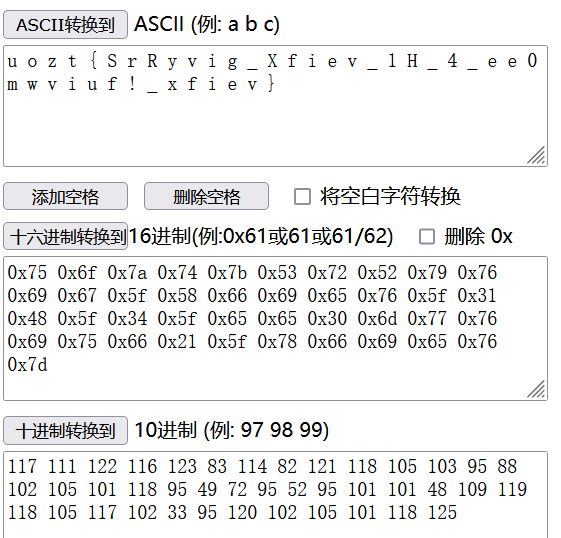 ASCII转换到 ASCII (例: a b c)
u o z t { S r R y v i g _ X f i e v _ 1 H _ 4 _ e e 0
m w v i u f ! _ x f i e v }
添加空格 删除空格 将空白字符转换
十六进制转换到16进制(例:0x61或61或61/62) 删除 0x
0x75 0x6f 0x7a 0x74 0x7b 0x53 0x72 0x52 0x79 0x76
0x69 0x67 0x5f 0x58 0x66 0x69 0x65 0x76 0x5f 0x31
0x48 0x5f 0x34 0x5f 0x65 0x65 0x30 0x6d 0x77 0x76
0x69 0x75 0x66 0x21 0x5f 0x78 0x66 0x69 0x65 0x76
0x7d
十进制转换到 10进制 (例: 97 98 99)
117 111 122 116 123 83 114 82 121 118 105 103 95 88
102 105 101 118 95 49 72 95 52 95 101 101 48 109 119
118 105 117 102 33 95 120 102 105 101 118 125